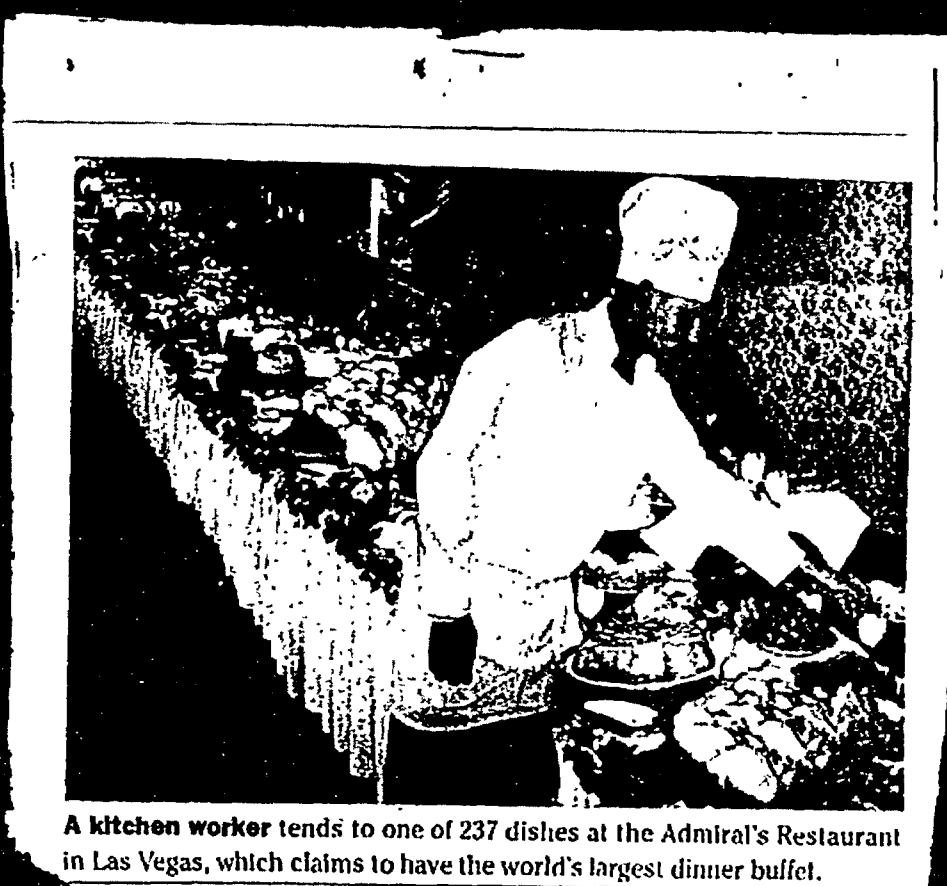 A kitchen worker tends to one of 237 dishes at the Admiral's Restaurant
in Las Vegas, which claims to have the world's largest dinner buffet.